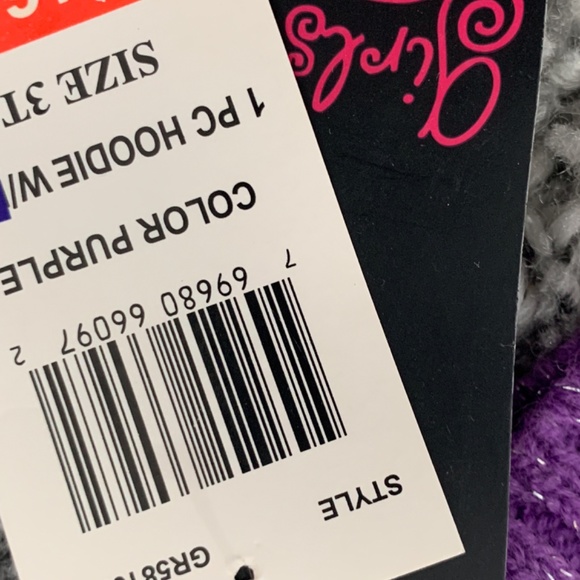 girls
SIZE 3T
1 PC HOODIE W/
COLOR PURPLE
7 69680 66097 2
STYLE